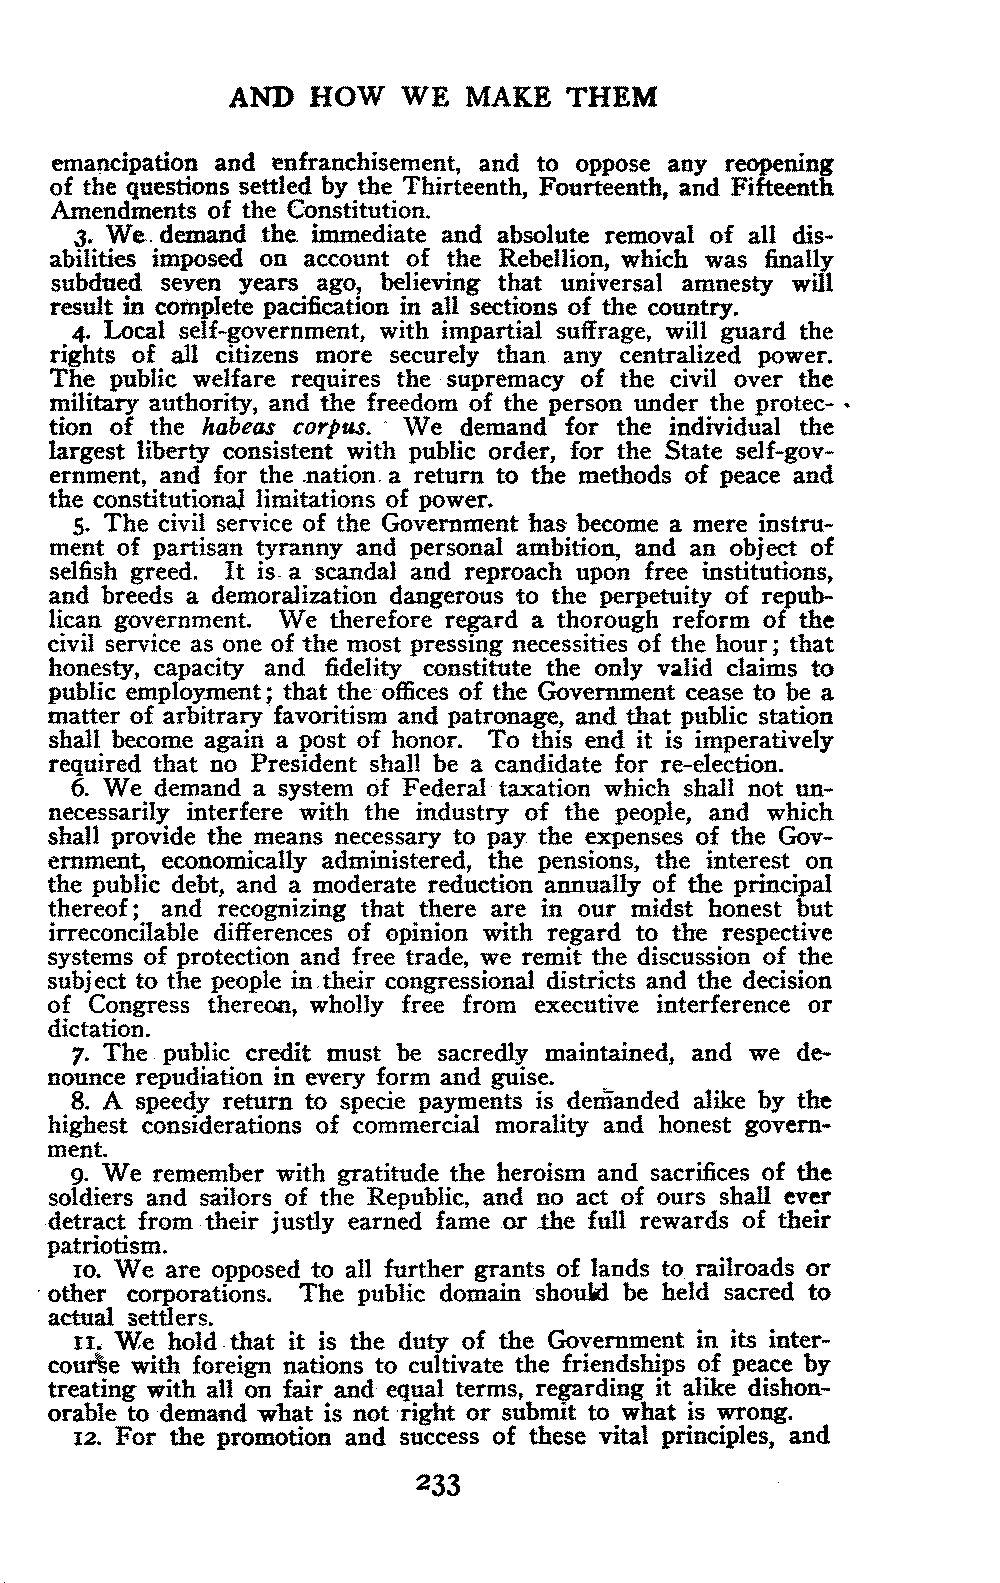 AND HOW WE MAKE THEM
emancipation and enfranchisement, and to oppose any reopening
of the questions settled by the Thirteenth, Fourteenth, and Fifteenth
Amendments of the Constitution.
3. We demand the immediate and absolute removal of all dis-
abilities imposed on account of the Rebellion, which was finally
subdued seven years ago, believing that universal amnesty will
result in complete pacification in all sections of the country.
4. Local self-government, with impartial suffrage, will guard the
rights of all citizens more securely than any centralized power.
The public welfare requires the supremacy of the civil over the
military authority, and the freedom of the person under the protec-
tion of the habeas corpus. We demand for the individual the
largest liberty consistent with public order, for the State self-gov-
ernment, and for the nation a return to the methods of peace and
the constitutional limitations of power.
5. The civil service of the Government has become a mere instru-
ment of partisan tyranny and personal ambition, and an object of
selfish greed. It is a scandal and reproach upon free institutions,
and breeds a demoralization dangerous to the perpetuity of repub-
lican government. We therefore regard a thorough reform of the
civil service as one of the most pressing necessities of the hour; that
honesty, capacity and fidelity constitute the only valid claims to
public employment; that the offices of the Government cease to be a
matter of arbitrary favoritism and patronage, and that public station
shall become again a post of honor. To this end it is imperatively
required that no President shall be a candidate for re-election.
6. We demand a system of Federal taxation which shall not un-
necessarily interfere with the industry of the people, and which
shall provide the means necessary to pay the expenses of the Gov-
ernment, economically administered, the pensions, the interest on
the public debt, and a moderate reduction annually of the principal
thereof; and recognizing that there are in our midst honest but
irreconcilable differences of opinion with regard to the respective
systems of protection and free trade, we remit the discussion of the
subject to the people in their congressional districts and the decision
of Congress thereon, wholly free from executive interference or
dictation.
7. The public credit must be sacredly maintained, and we de-
nounce repudiation in every form and guise.
8. A speedy return to specie payments is demanded alike by the
highest considerations of commercial morality and honest govern-
ment.
9. We remember with gratitude the heroism and sacrifices of the
soldiers and sailors of the Republic, and no act of ours shall ever
detract from their justly earned fame or the full rewards of their
patriotism.
10. We are opposed to all further grants of lands to railroads or
other corporations. The public domain should be held sacred to
actual settlers.
11. We hold that it is the duty of the Government in its inter-
course with foreign nations to cultivate the friendships of peace by
treating with all on fair and equal terms, regarding it alike dishon-
orable to demand what is not right or submit to what is wrong.
12. For the promotion and success of these vital principles, and
233